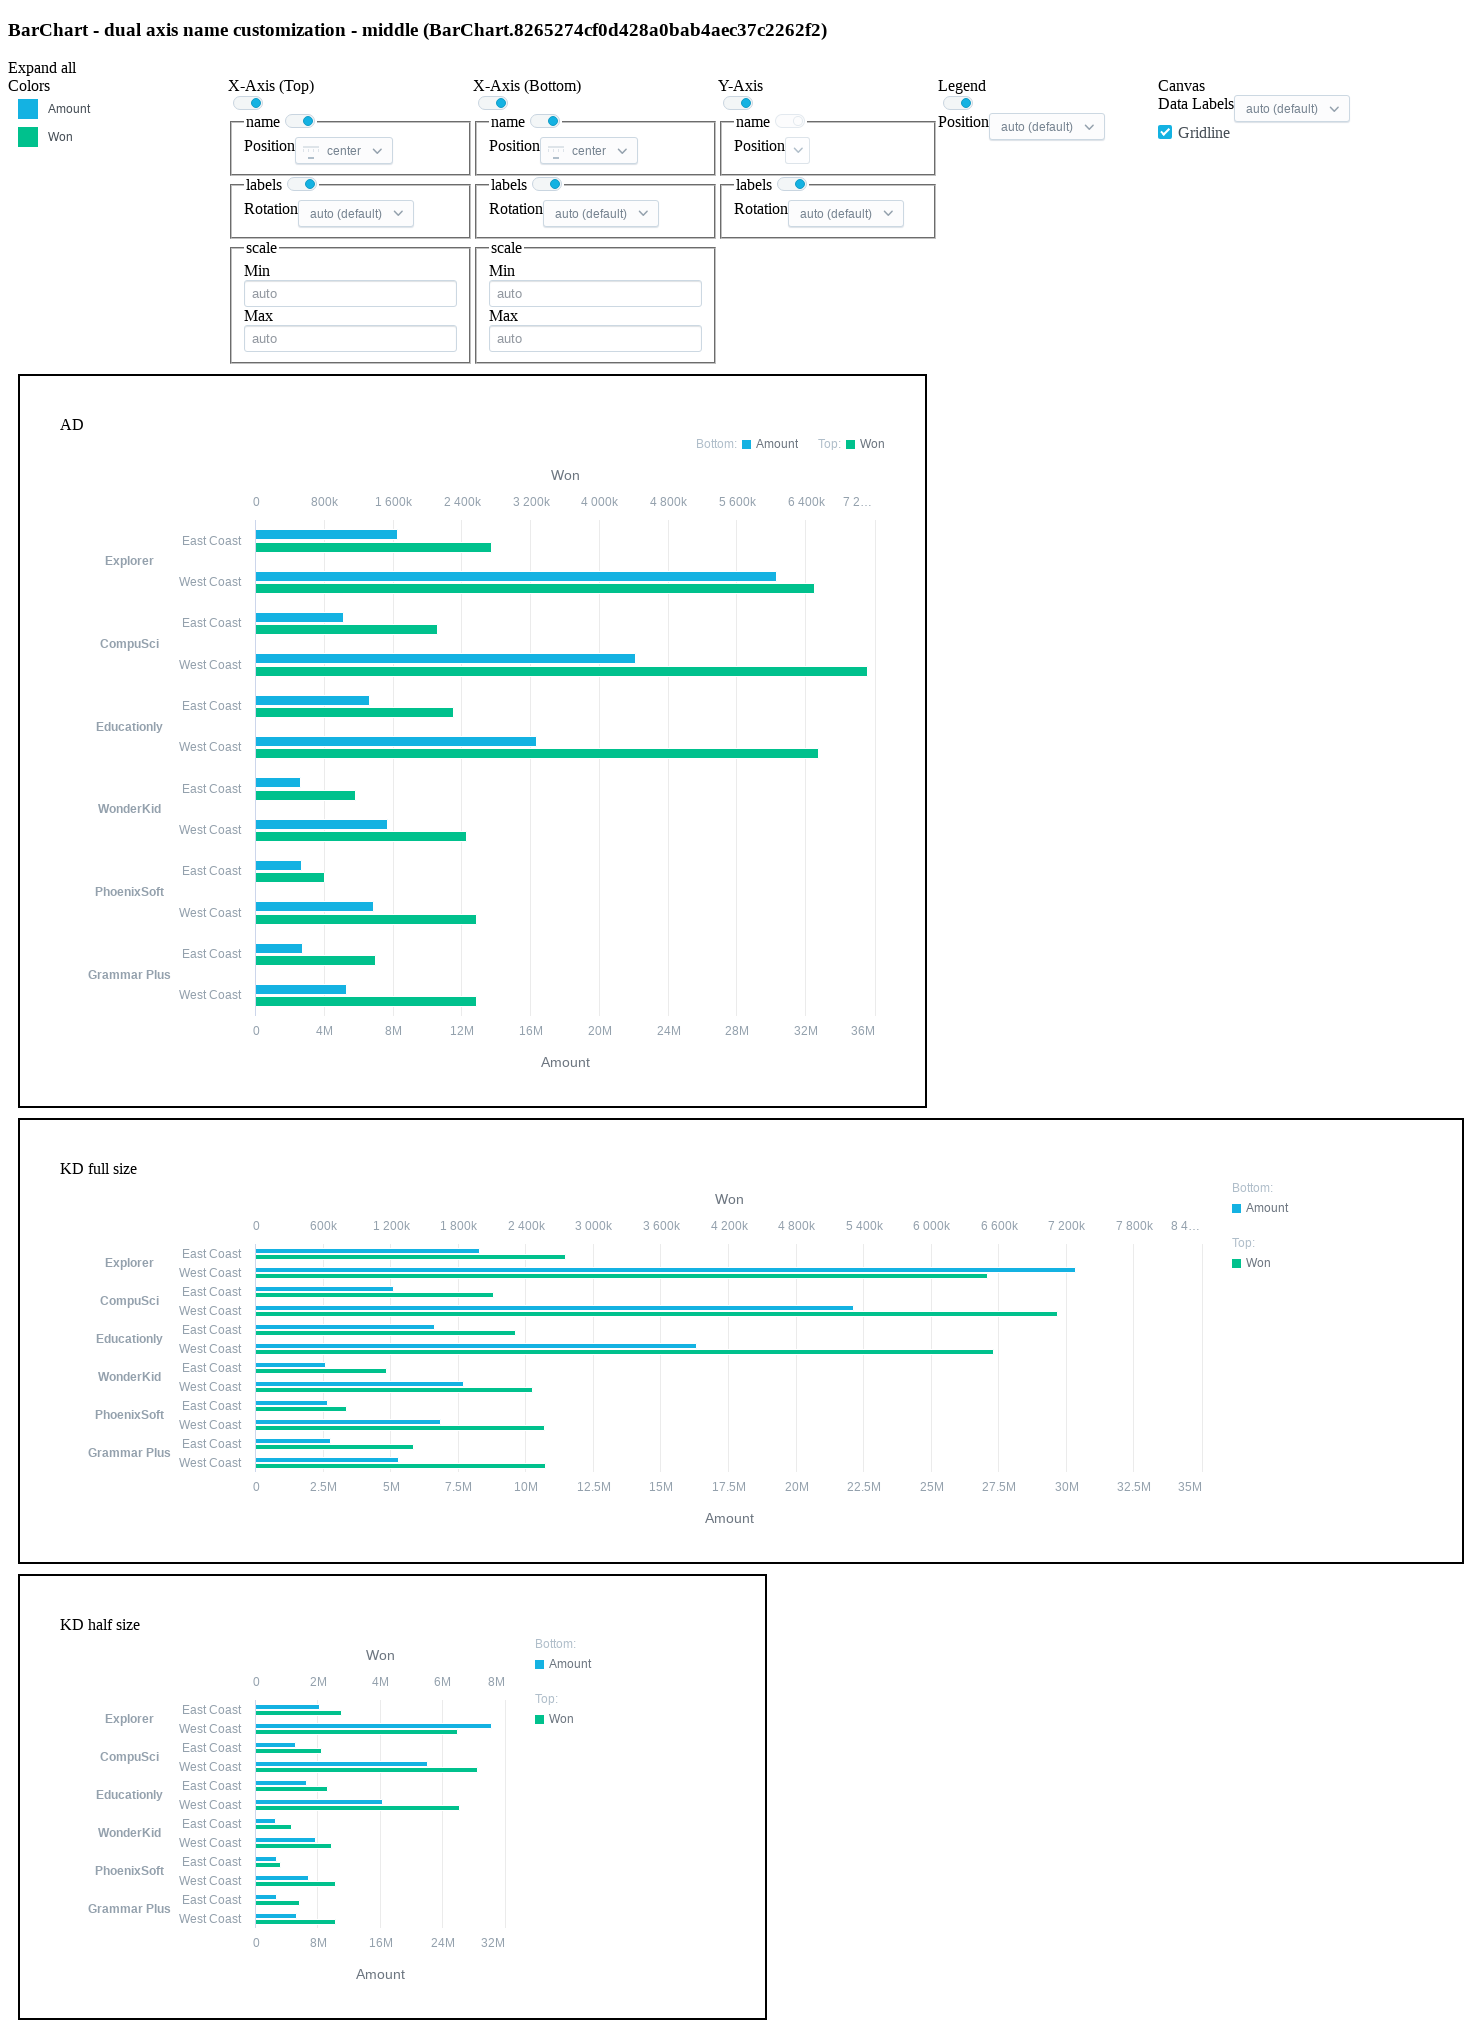 BarChart - dual axis name customization - middle (BarChart.8265274cf0d428a0bab4aec37c2262f2)
Expand all
Colors
Amount
Won
X-Axis (Top)
name
Position center
labels
Rotation auto (default)
scale
Min
auto
Max
auto
X-Axis (Bottom)
name
Position center
labels
Rotation auto (default)
scale
Min
auto
Max
auto
Y-Axis
name
Position
labels
Rotation auto (default)
Legend
Position auto (default)
Canvas
Data Labels auto (default)
Gridline
AD
Bottom: Amount Top: Won
Won
0 800k 1 600k 2 400k 3 200k 4 000k 4 800k 5 600k 6 400k 7 2…
East Coast
Explorer
West Coast
East Coast
CompuSci
West Coast
East Coast
Educationly
West Coast
East Coast
WonderKid
West Coast
East Coast
PhoenixSoft
West Coast
East Coast
Grammar Plus
West Coast
0 4M 8M 12M 16M 20M 24M 28M 32M 36M
Amount
KD full size
Bottom:
Amount
Top:
Won
Won
0 600k 1 200k 1 800k 2 400k 3 000k 3 600k 4 200k 4 800k 5 400k 6 000k 6 600k 7 200k 7 800k 8 4…
East Coast
Explorer
West Coast
East Coast
CompuSci
West Coast
East Coast
Educationly
West Coast
East Coast
WonderKid
West Coast
East Coast
PhoenixSoft
West Coast
East Coast
Grammar Plus
West Coast
0 2.5M 5M 7.5M 10M 12.5M 15M 17.5M 20M 22.5M 25M 27.5M 30M 32.5M 35M
Amount
KD half size
Bottom:
Amount
Top:
Won
Won
0 2M 4M 6M 8M
East Coast
Explorer
West Coast
East Coast
CompuSci
West Coast
East Coast
Educationly
West Coast
East Coast
WonderKid
West Coast
East Coast
PhoenixSoft
West Coast
East Coast
Grammar Plus
West Coast
0 8M 16M 24M 32M
Amount